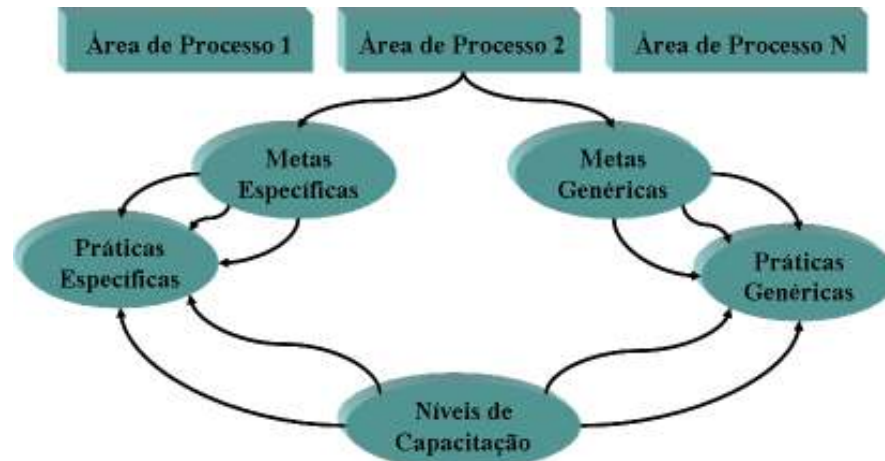 Área de Processo 1
Área de Processo 2
Área de Processo N
Metas
Específicas
Metas
Genéricas
Práticas
Específicas
Práticas
Genéricas
Níveis de
Capacitação